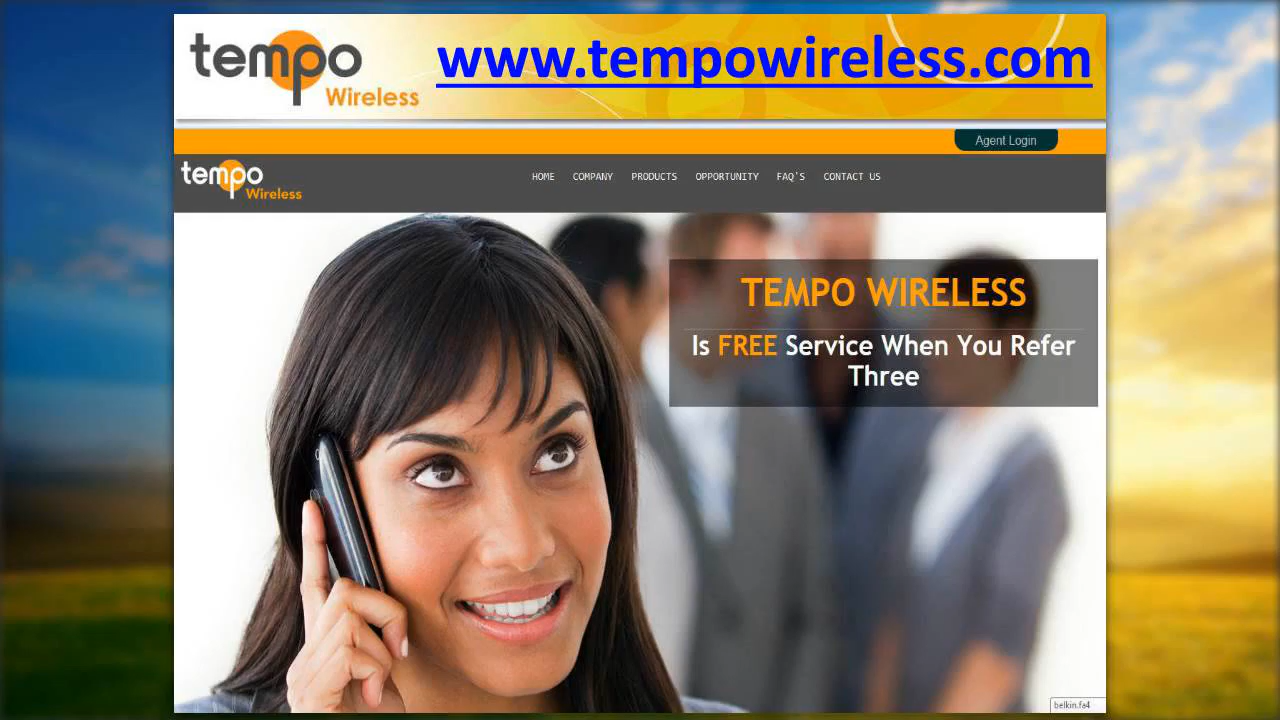 tempo
Wireless
www.tempowireless.com
Agent Login
tempo
Wireless
HOME COMPANY PRODUCTS OPPORTUNITY FAQ'S CONTACT US
TEMPO WIRELESS
Is FREE Service When You Refer
Three
belkin.fa4